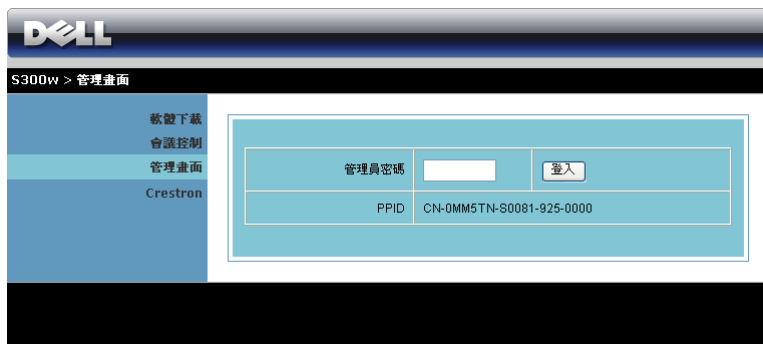 DELL
S300w > 管理畫面
軟體下載
會議控制
管理畫面
Crestron
管理員密碼 登入
PPID CN-0MM5TN-S0081-925-0000